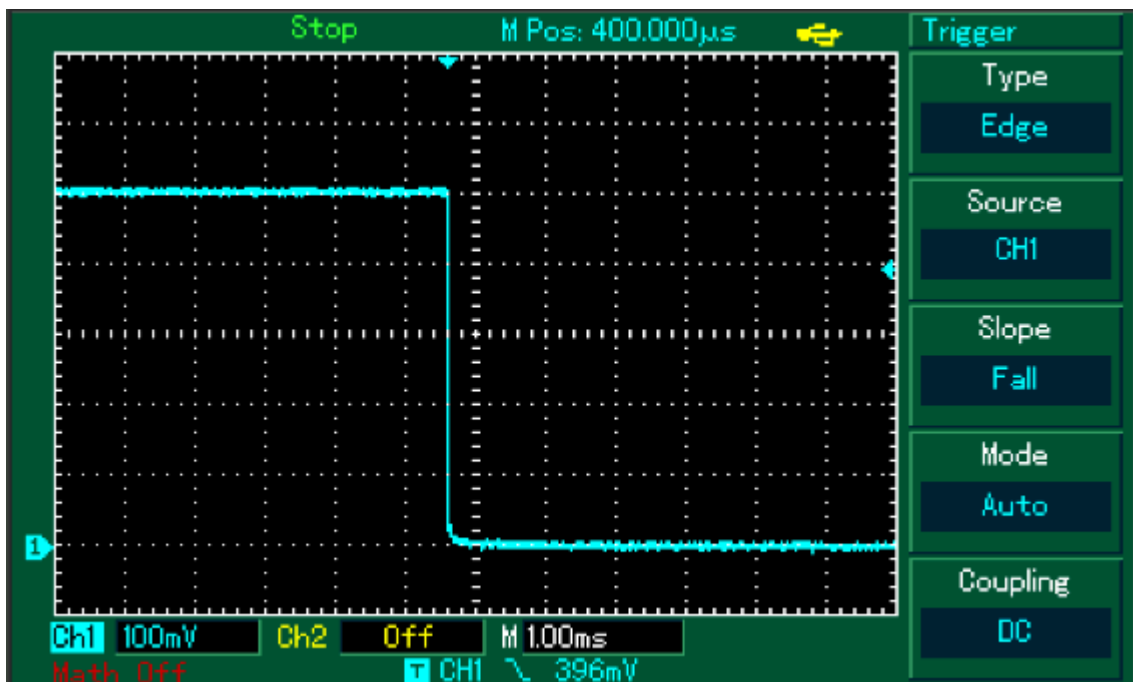 Stop M Pos: 400.000μs Trigger
Type
Edge
Source
CH1
Slope
Fall
Mode
Auto
Coupling
DC
1
Ch1 100mV Ch2 Off M 1.00ms
Math Off T CH1 396mV